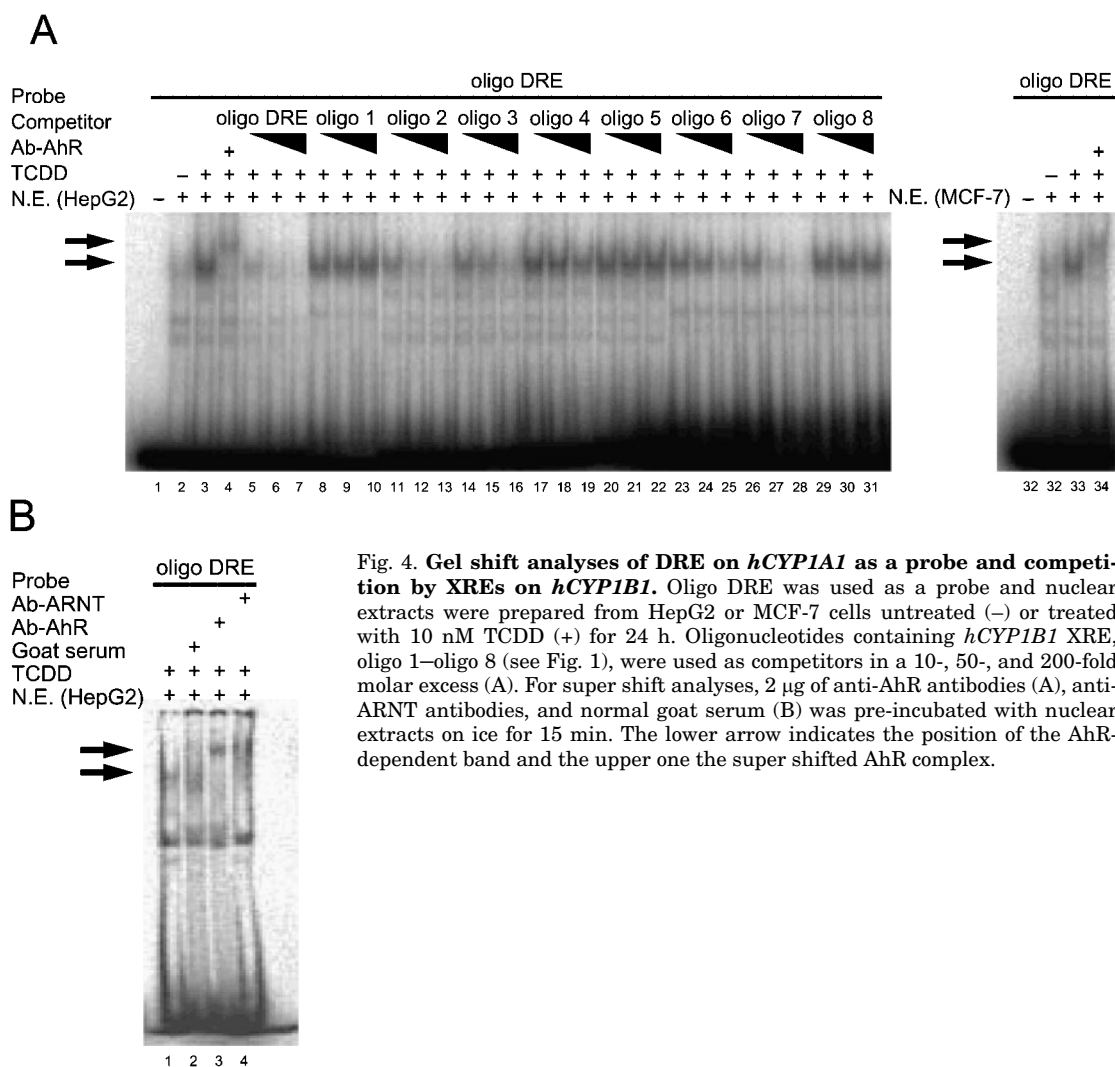 A
Probe oligo DRE oligo DRE
Competitor oligo DRE oligo 1 oligo 2 oligo 3 oligo 4 oligo 5 oligo 6 oligo 7 oligo 8
Ab-AhR + +
TCDD – + + + + + + + + + + + + + + + + + + + + + + + + + + + + + – + +
N.E. (HepG2) – + + + + + + + + + + + + + + + + + + + + + + + + + + + + + + N.E. (MCF-7) – + + +
1 2 3 4 5 6 7 8 9 10 11 12 13 14 15 16 17 18 19 20 21 22 23 24 25 26 27 28 29 30 31 32 32 33 34
B
Probe oligo DRE
Ab-ARNT +
Ab-AhR +
Goat serum +
TCDD + + + +
N.E. (HepG2) + + + +
1 2 3 4
Fig. 4. Gel shift analyses of DRE on hCYP1A1 as a probe and competi-
tion by XREs on hCYP1B1. Oligo DRE was used as a probe and nuclear
extracts were prepared from HepG2 or MCF-7 cells untreated (–) or treated
with 10 nM TCDD (+) for 24 h. Oligonucleotides containing hCYP1B1 XRE,
oligo 1–oligo 8 (see Fig. 1), were used as competitors in a 10-, 50-, and 200-fold
molar excess (A). For super shift analyses, 2 μg of anti-AhR antibodies (A), anti-
ARNT antibodies, and normal goat serum (B) was pre-incubated with nuclear
extracts on ice for 15 min. The lower arrow indicates the position of the AhR-
dependent band and the upper one the super shifted AhR complex.